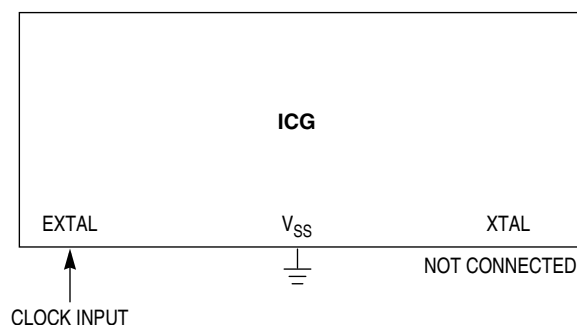 ICG
EXTAL
VSS
XTAL
NOT CONNECTED
CLOCK INPUT